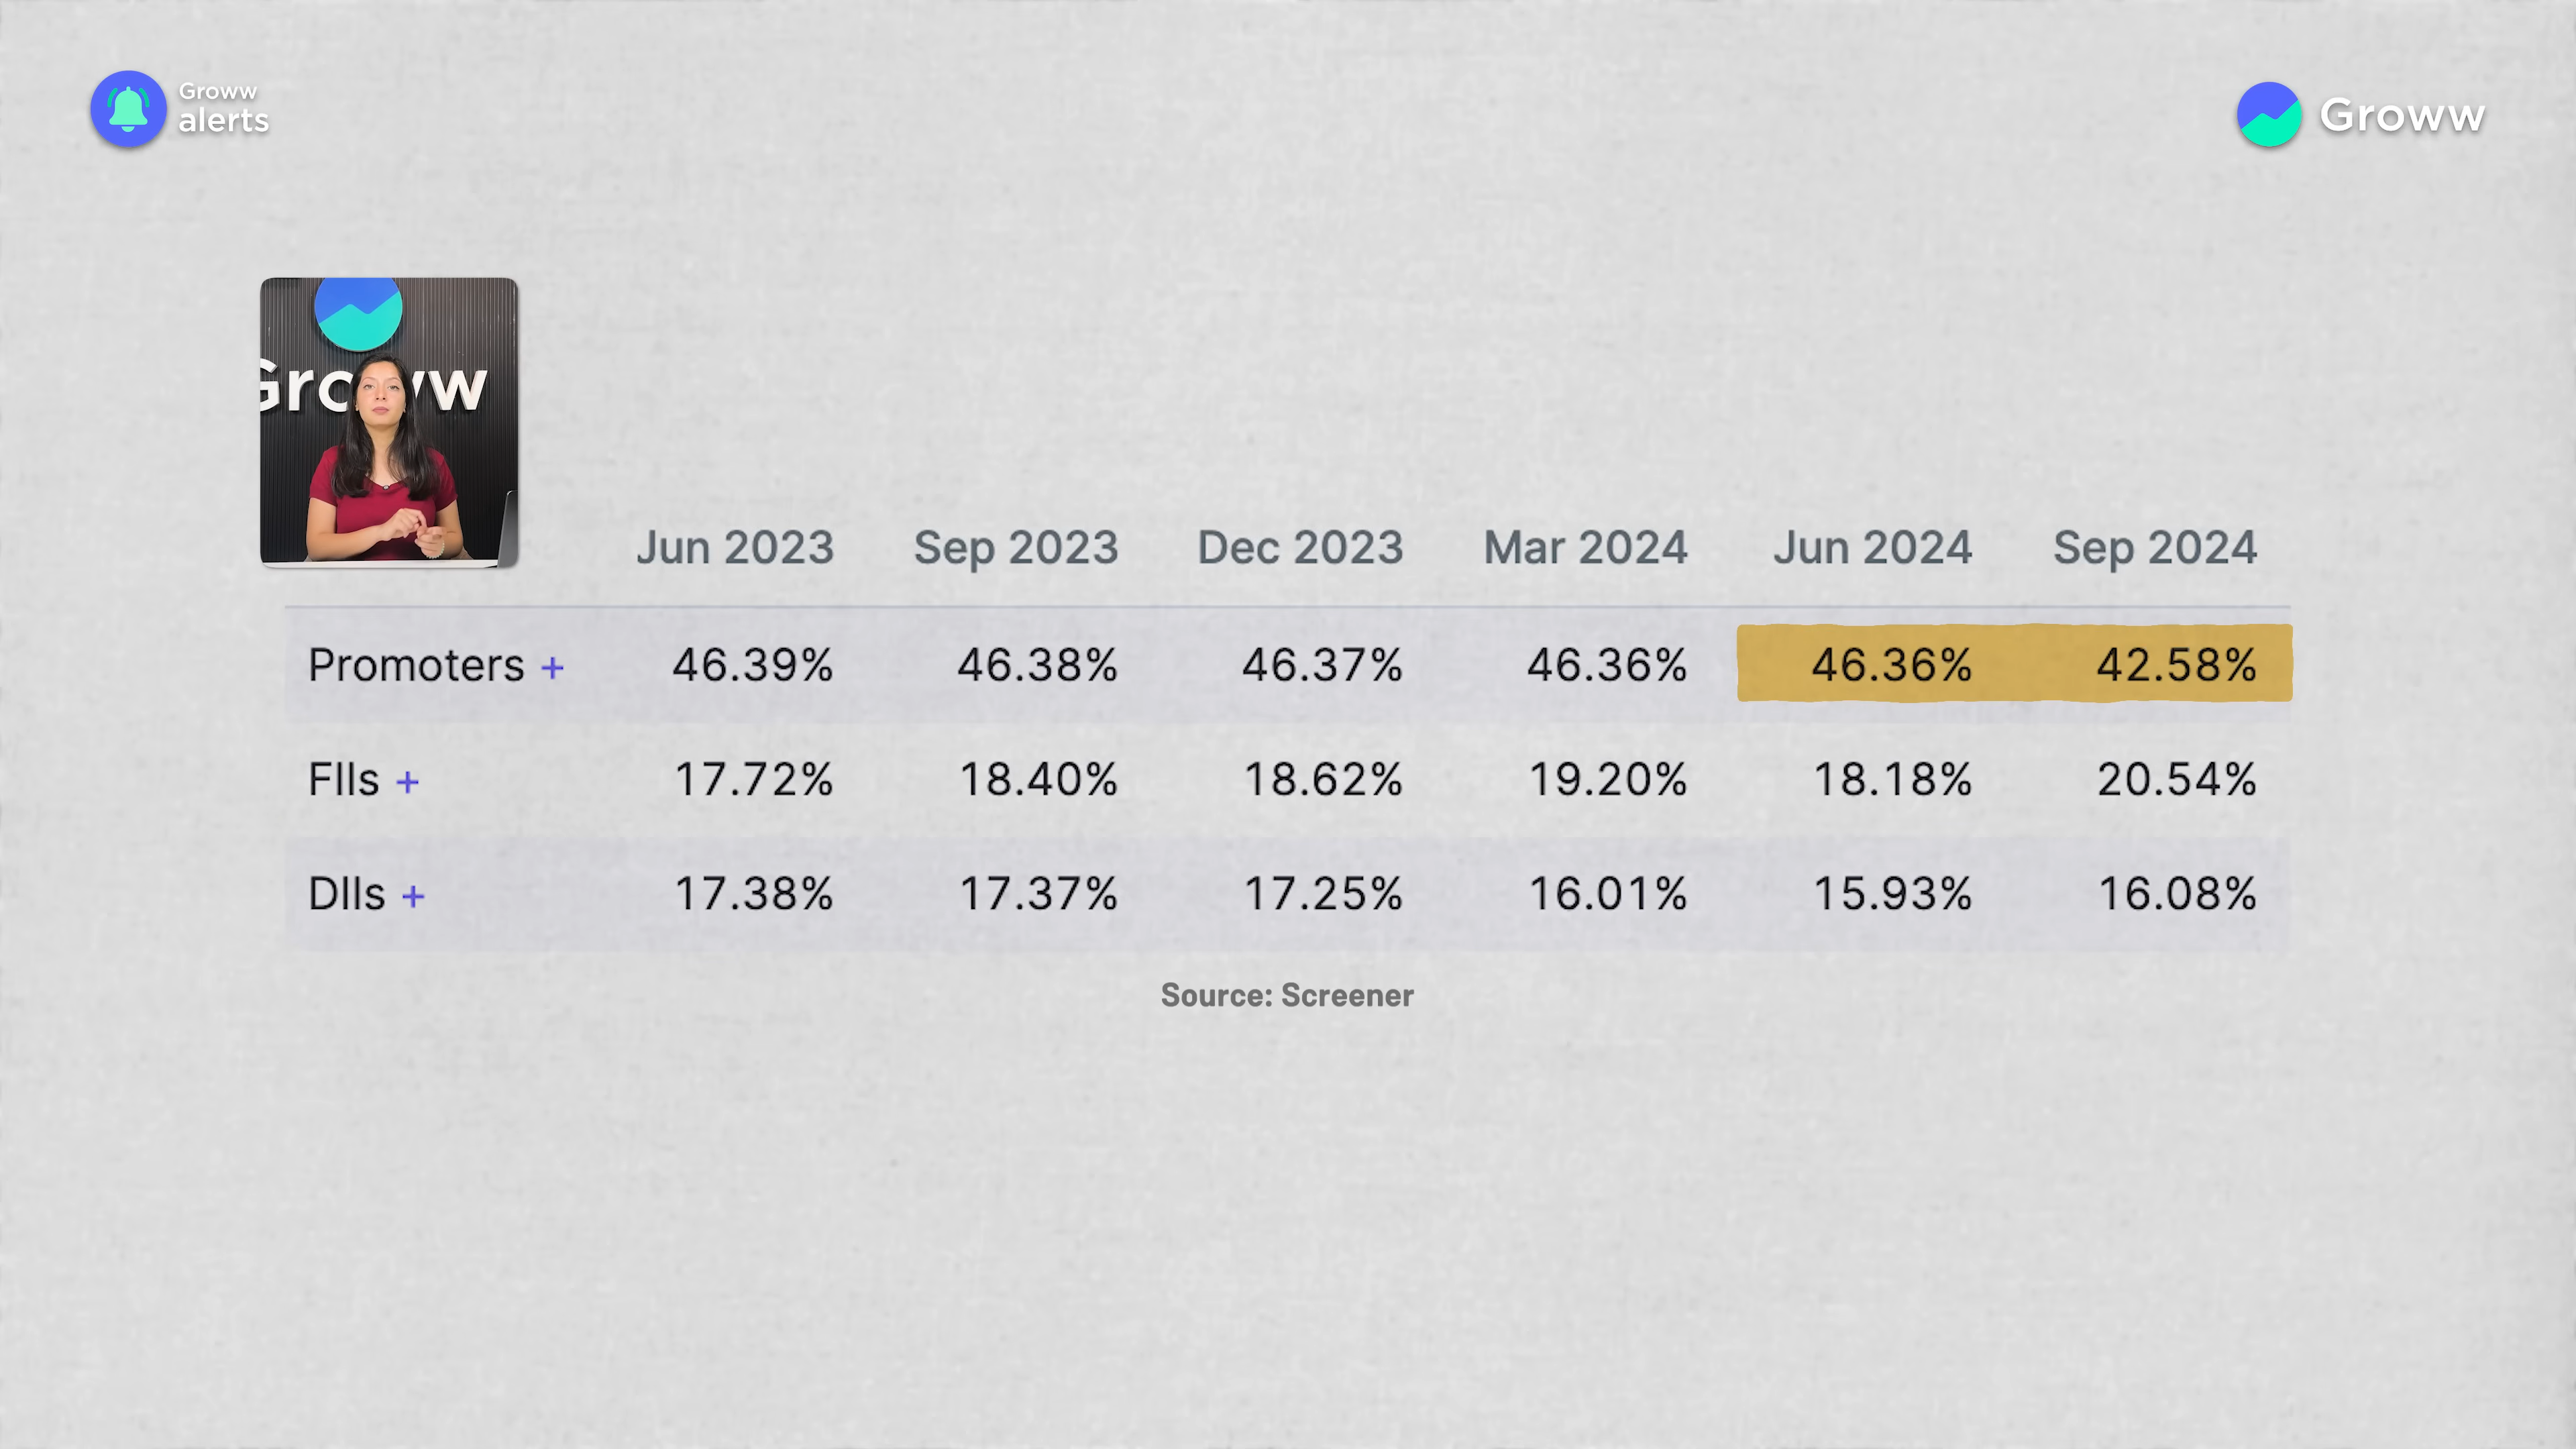 Groww
alerts
Groww
Groww
Jun 2023 Sep 2023 Dec 2023 Mar 2024 Jun 2024 Sep 2024
Promoters + 46.39% 46.38% 46.37% 46.36% 46.36% 42.58%
FIIs + 17.72% 18.40% 18.62% 19.20% 18.18% 20.54%
DIIs + 17.38% 17.37% 17.25% 16.01% 15.93% 16.08%
Source: Screener